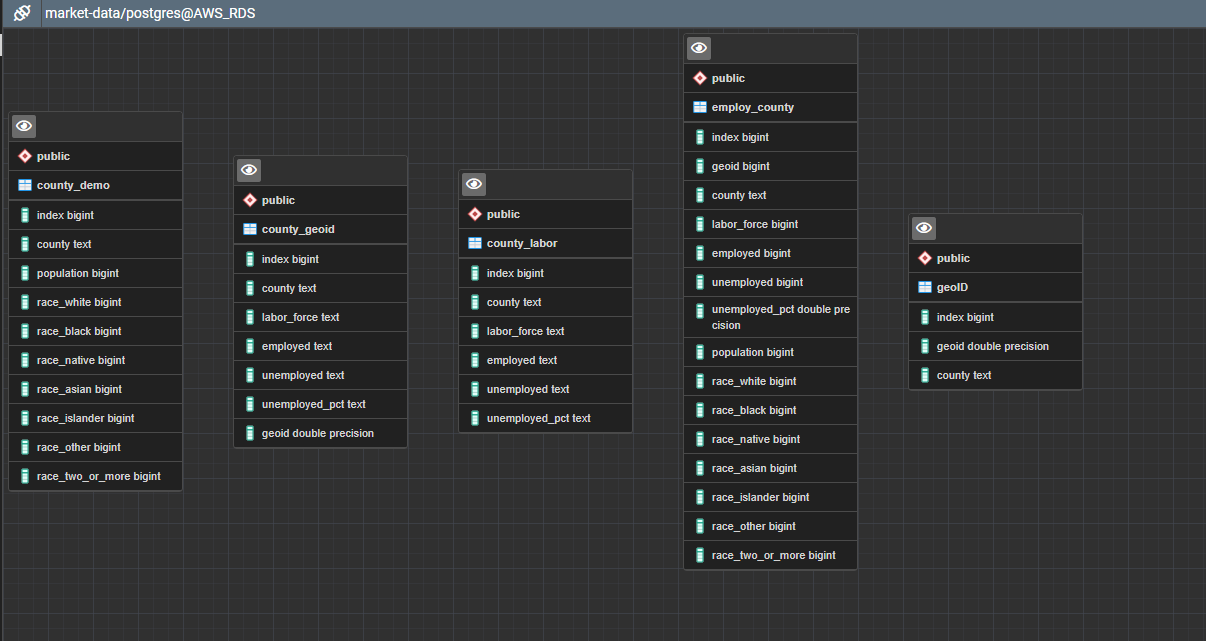 market-data/postgres@AWS_RDS
public
county_demo
index bigint
county text
population bigint
race_white bigint
race_black bigint
race_native bigint
race_asian bigint
race_islander bigint
race_other bigint
race_two_or_more bigint
public
county_geoid
index bigint
county text
labor_force text
employed text
unemployed text
unemployed_pct text
geoid double precision
public
county_labor
index bigint
county text
labor_force text
employed text
unemployed text
unemployed_pct text
public
employ_county
index bigint
geoid bigint
county text
labor_force bigint
employed bigint
unemployed bigint
unemployed_pct double pre
cision
population bigint
race_white bigint
race_black bigint
race_native bigint
race_asian bigint
race_islander bigint
race_other bigint
race_two_or_more bigint
public
geoID
index bigint
geoid double precision
county text